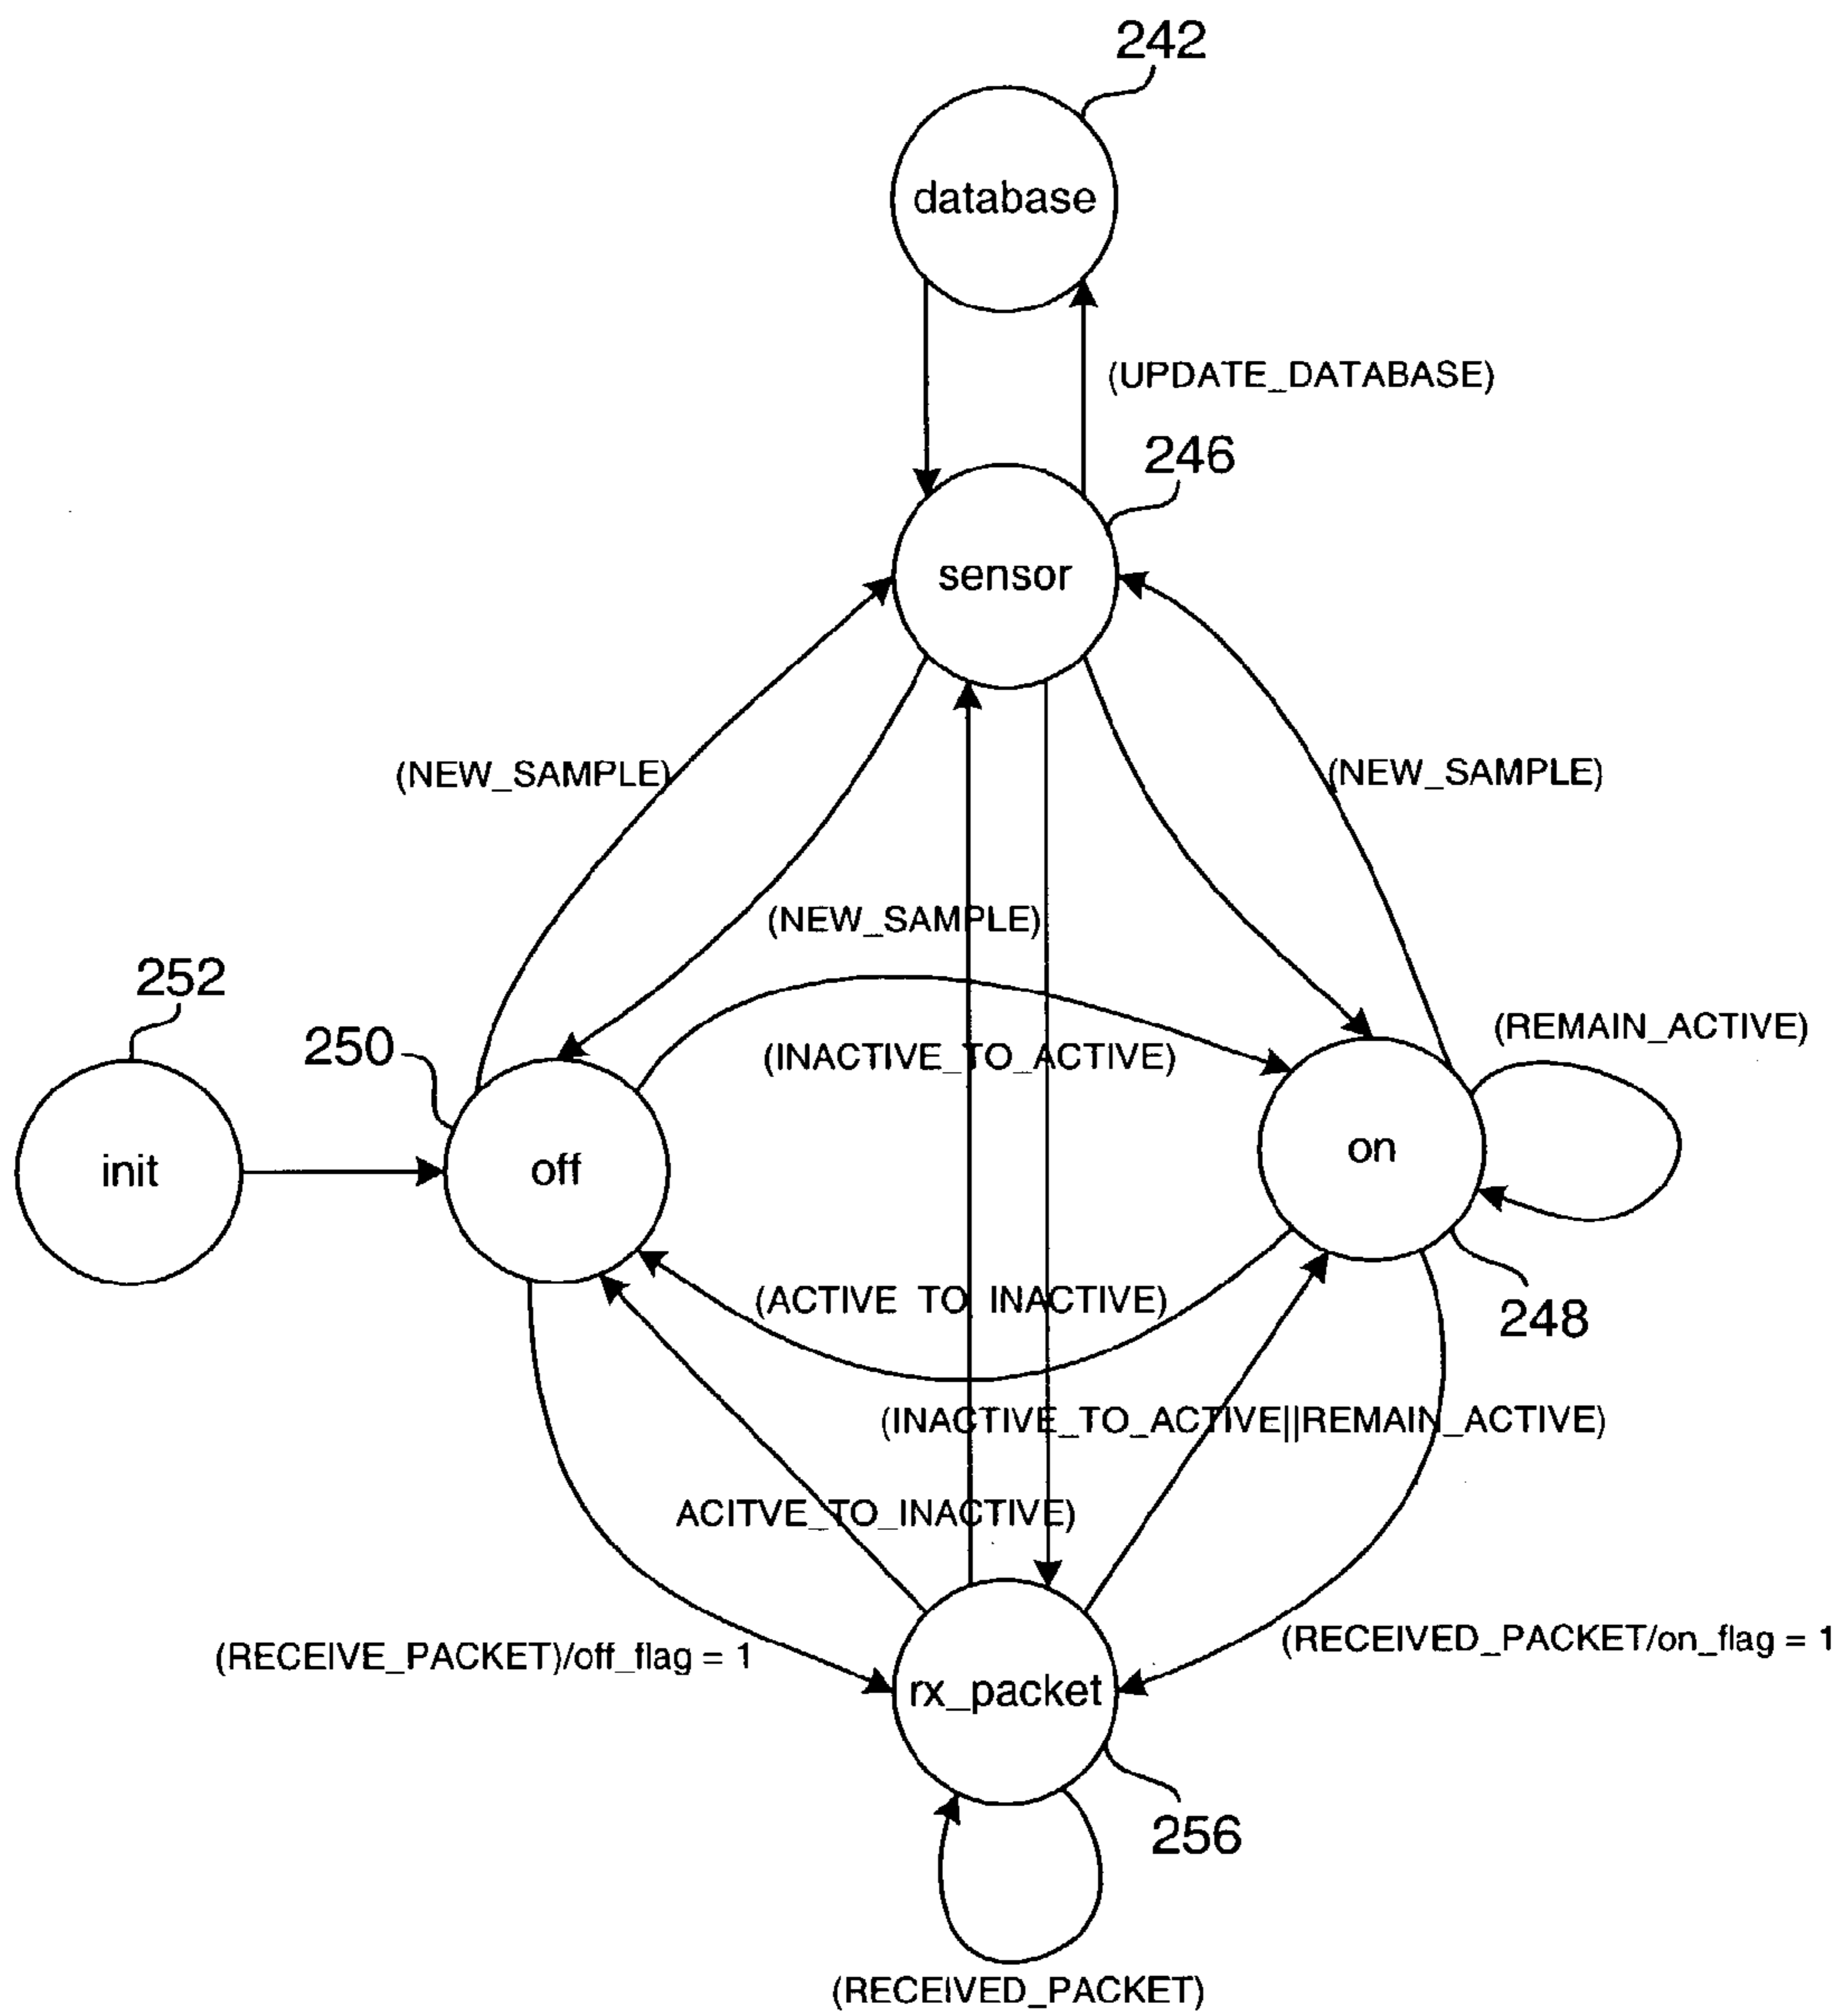 242
database
(UPDATE_DATABASE)
246
sensor
(NEW_SAMPLE)
(NEW_SAMPLE)
(NEW_SAMPLE)
252
250
(REMAIN_ACTIVE)
(INACTIVE_TO_ACTIVE)
init
off
on
(ACTIVE TO INACTIVE)
248
(INACTIVE_TO_ACTIVE||REMAIN_ACTIVE)
ACITVE_TO_INACTIVE)
(RECEIVE_PACKET)/off_flag = 1
(RECEIVED_PACKET/on_flag = 1
rx_packet
256
(RECEIVED_PACKET)